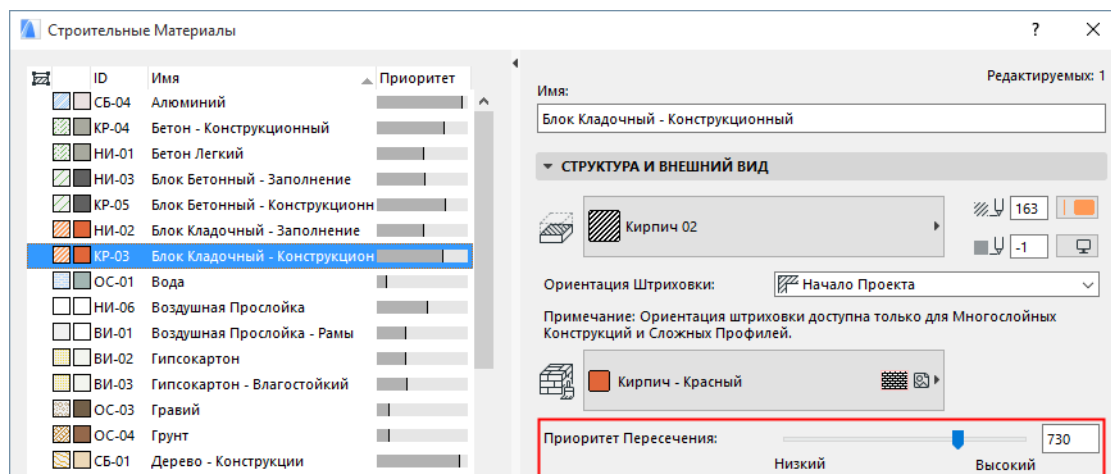 Строительные Материалы
?
ID Имя Приоритет
СБ-04 Алюминий
КР-04 Бетон - Конструкционный
НИ-01 Бетон Легкий
НИ-03 Блок Бетонный - Заполнение
КР-05 Блок Бетонный - Конструкционн
НИ-02 Блок Кладочный - Заполнение
КР-03 Блок Кладочный - Конструкцион
ОС-01 Вода
НИ-06 Воздушная Прослойка
ВИ-01 Воздушная Прослойка - Рамы
ВИ-02 Гипсокартон
ВИ-03 Гипсокартон - Влагостойкий
ОС-03 Гравий
ОС-04 Грунт
СБ-01 Дерево - Конструкции
Редактируемых: 1
Имя:
Блок Кладочный - Конструкционный
СТРУКТУРА И ВНЕШНИЙ ВИД
Кирпич 02
163
-1
Ориентация Штриховки: Начало Проекта
Примечание: Ориентация штриховки доступна только для Многослойных
Конструкций и Сложных Профилей.
Кирпич - Красный
Приоритет Пересечения: 730
Низкий Высокий